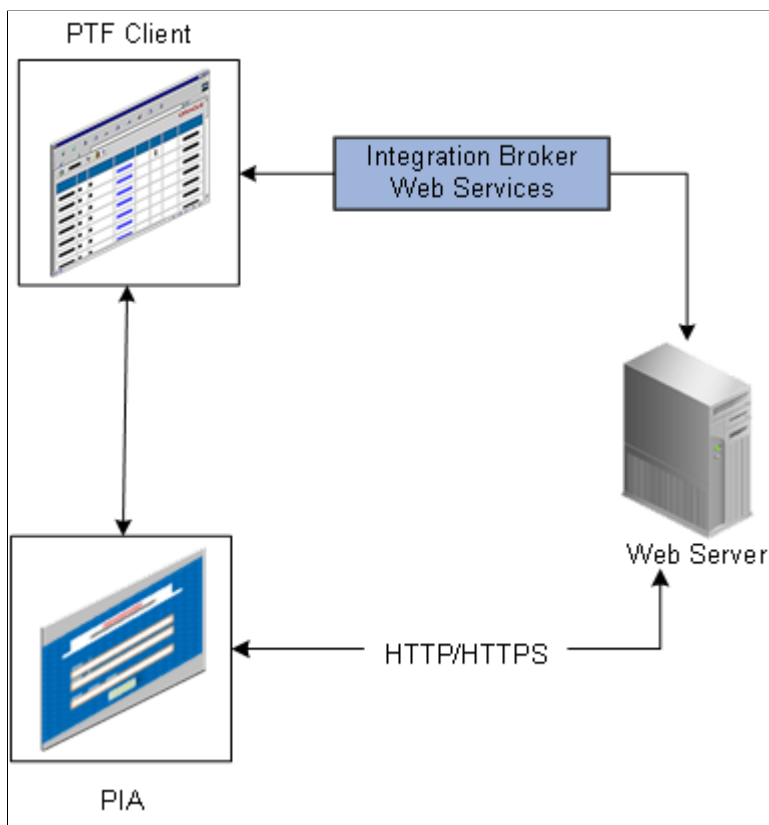 PTF Client
Integration Broker
Web Services
Web Server
HTTP/HTTPS
PIA